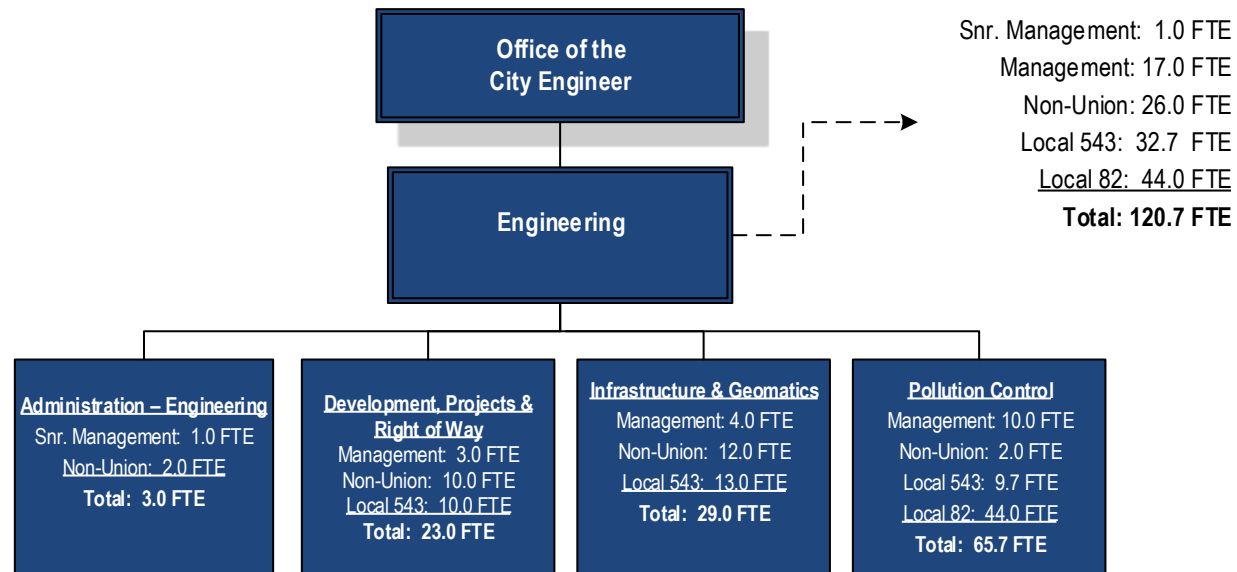 Office of the
City Engineer
Snr. Management: 1.0 FTE
Management: 17.0 FTE
Non-Union: 26.0 FTE
Local 543: 32.7 FTE
Local 82: 44.0 FTE
Total: 120.7 FTE
Engineering
Administration – Engineering
Snr. Management: 1.0 FTE
Non-Union: 2.0 FTE
Total: 3.0 FTE
Development, Projects &
Right of Way
Management: 3.0 FTE
Non-Union: 10.0 FTE
Local 543: 10.0 FTE
Total: 23.0 FTE
Infrastructure & Geomatics
Management: 4.0 FTE
Non-Union: 12.0 FTE
Local 543: 13.0 FTE
Total: 29.0 FTE
Pollution Control
Management: 10.0 FTE
Non-Union: 2.0 FTE
Local 543: 9.7 FTE
Local 82: 44.0 FTE
Total: 65.7 FTE